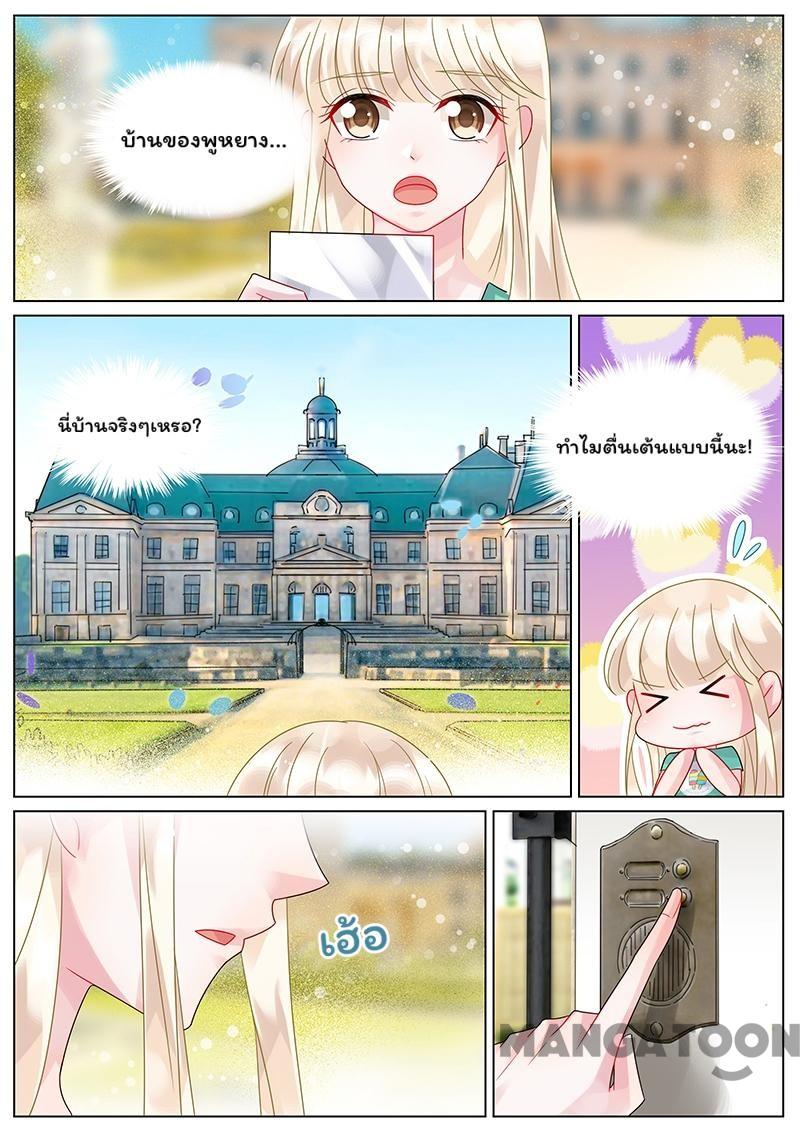 บ้านของพูหยาง...
นี่บ้านจริงๆเหรอ?
ทำไมตื่นเต้นแบบนี้นะ!
เฮ้อ
MANGATOON